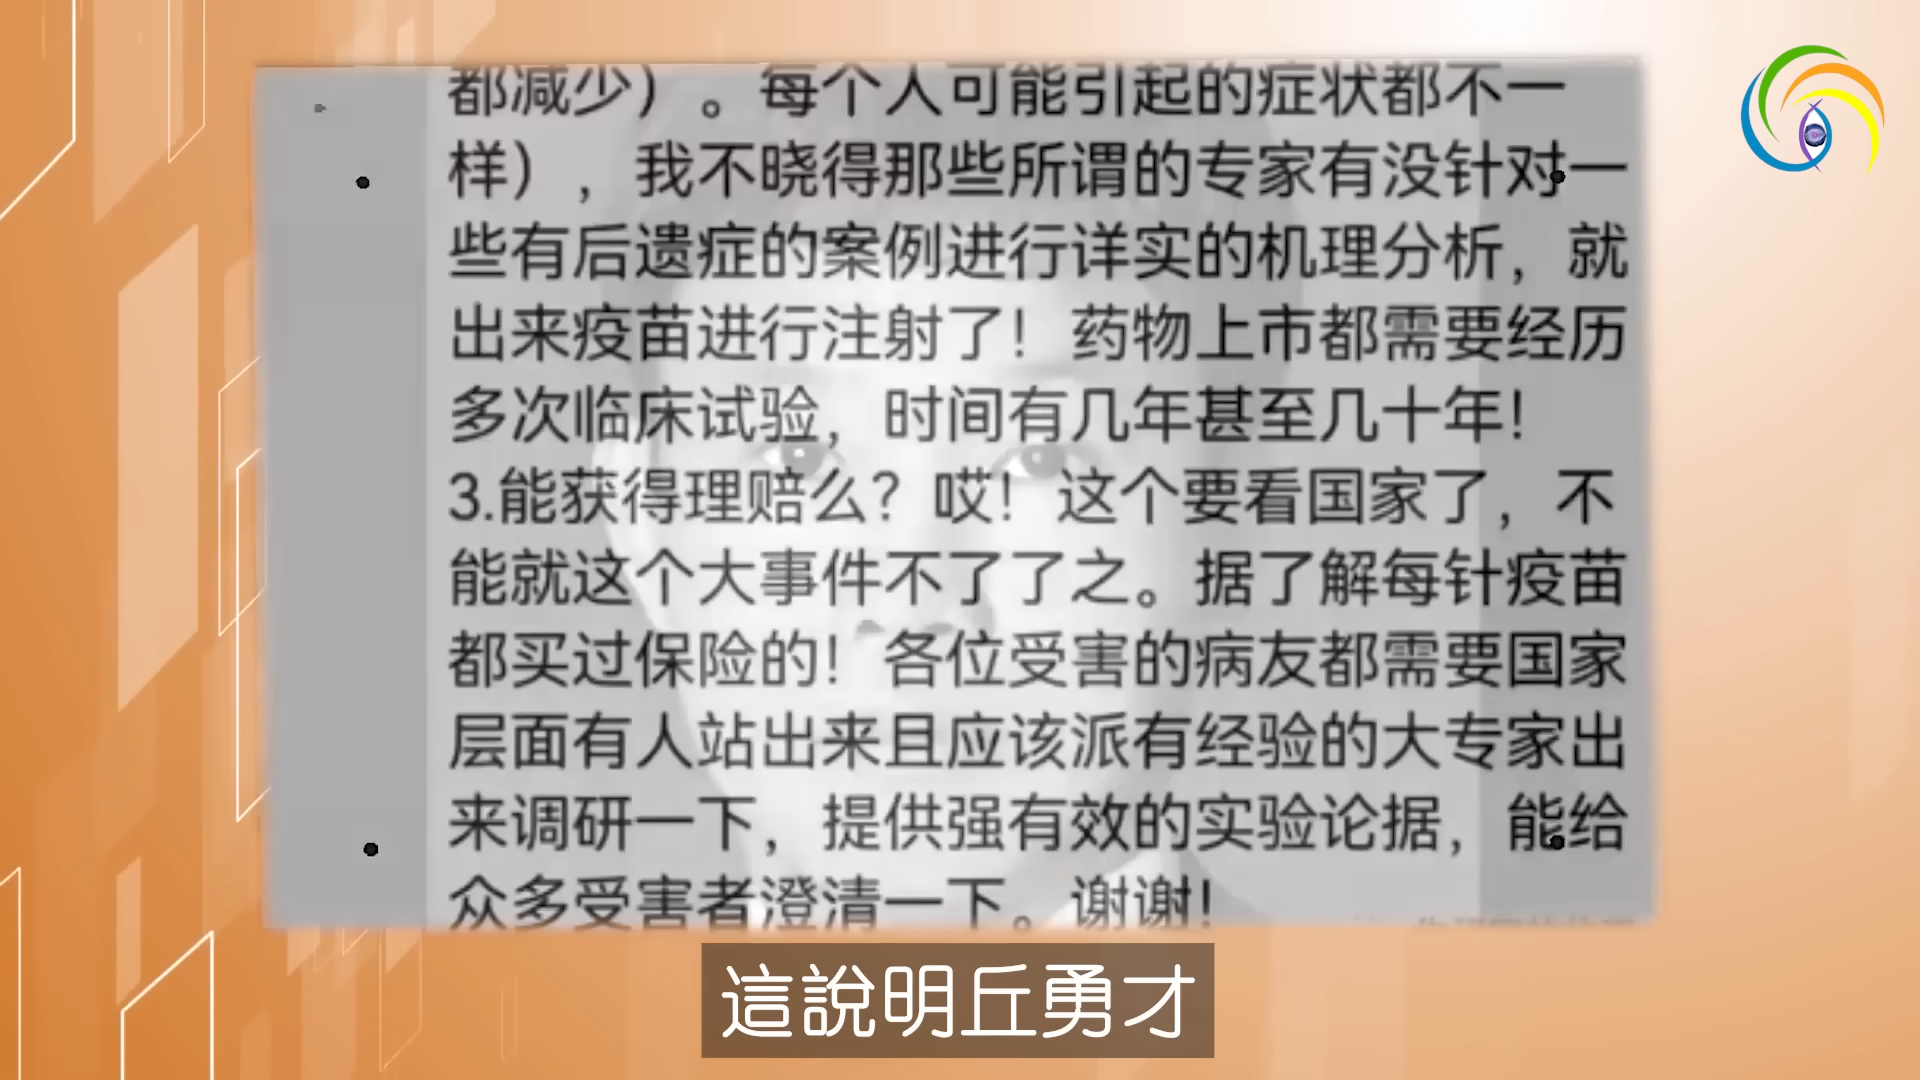 都减少）。每个人可能引起的症状都不一
样），我不晓得那些所谓的专家有没针对一
些有后遗症的案例进行详实的机理分析，就
出来疫苗进行注射了！药物上市都需要经历
多次临床试验，时间有几年甚至几十年！
3.能获得理赔么？哎！这个要看国家了，不
能就这个大事件不了了之。据了解每针疫苗
都买过保险的！各位受害的病友都需要国家
层面有人站出来且应该派有经验的大专家出
来调研一下，提供强有效的实验论据，能给
众多受害者澄清一下。谢谢！
這說明丘勇才